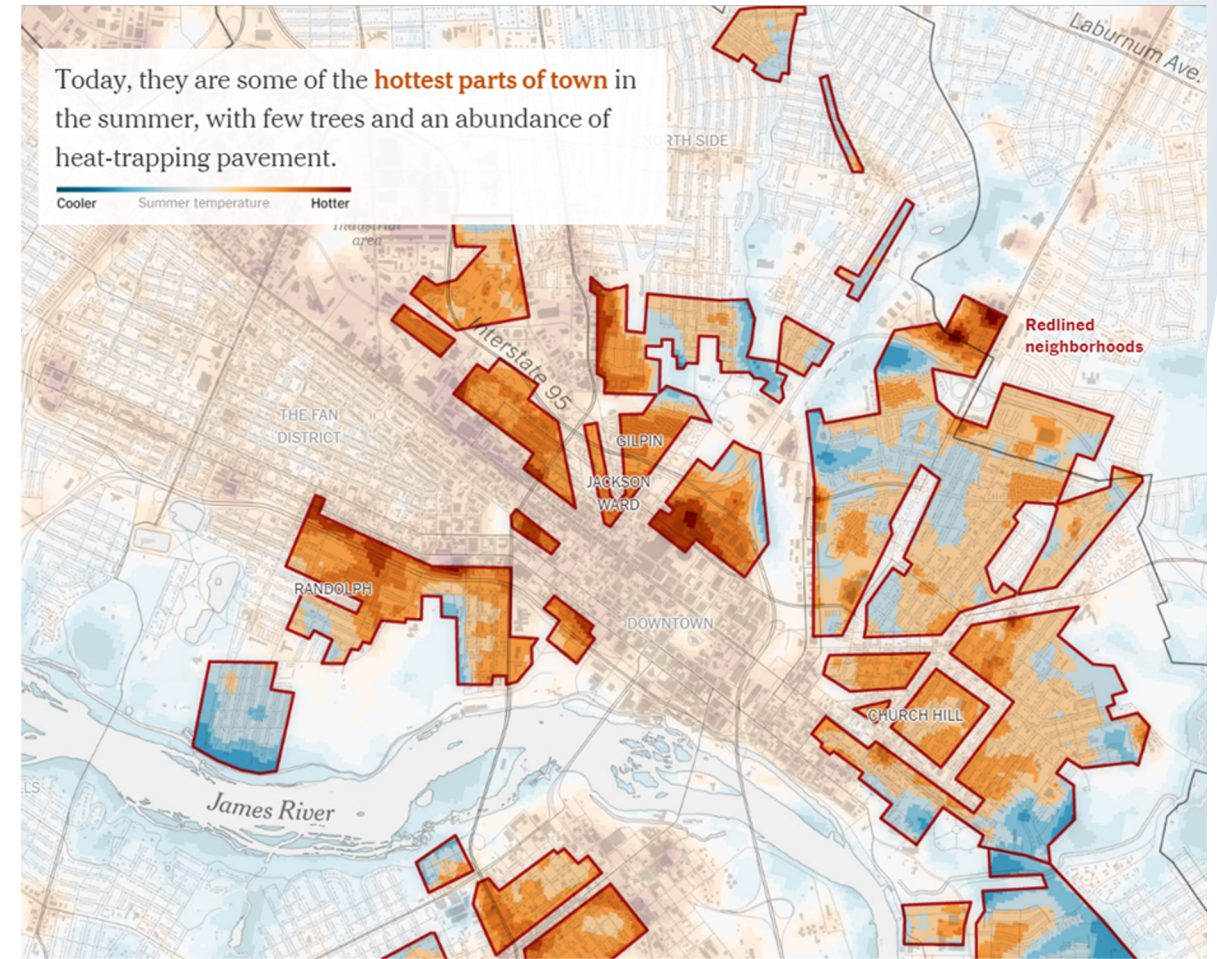 Laburnum Ave.
Today, they are some of the hottest parts of town in
the summer, with few trees and an abundance of
heat-trapping pavement.
Cooler Summer temperature Hotter
NORTH SIDE
Industrial
area
Interstate 95
Redlined
neighborhoods
THE FAN
DISTRICT
GILPIN
JACKSON
WARD
RANDOLPH
DOWNTOWN
CHURCH HILL
LS
James River